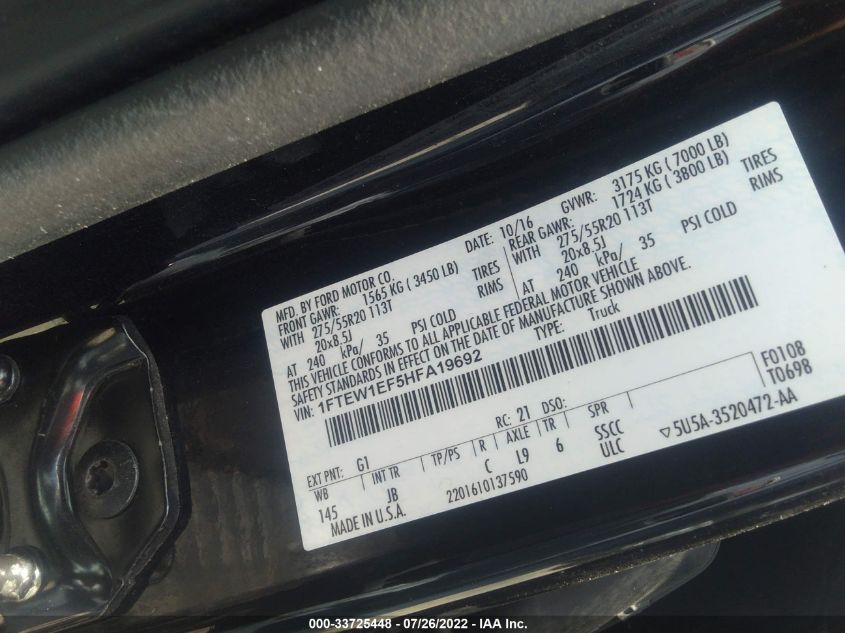 MFD. BY FORD MOTOR CO.
DATE: 10/16 GVWR: 3175 KG ( 7000 LB)
FRONT GAWR: 1565 KG ( 3450 LB) REAR GAWR: 1724 KG ( 3800 LB)
WITH 275/55R20 113T TIRES WITH 275/55R20 113T TIRES
20x8.5J RIMS 20x8.5J RIMS
AT 240 kPa/ 35 PSI COLD AT 240 kPa/ 35 PSI COLD
THIS VEHICLE CONFORMS TO ALL APPLICABLE FEDERAL MOTOR VEHICLE
SAFETY STANDARDS IN EFFECT ON THE DATE OF MANUFACTURE SHOWN ABOVE.
VIN: 1FTEW1EF5HFA19692 TYPE: Truck
F0108
EXT PNT: G1 RC: 21 DSO: T0698
WB INT TR TP/PS R AXLE TR SPR
145 JB C L9 6 SSCC
MADE IN U.S.A. 2201610137590 ULC ▽5U5A-3520472-AA
000-33725448 - 07/26/2022 - IAA Inc.